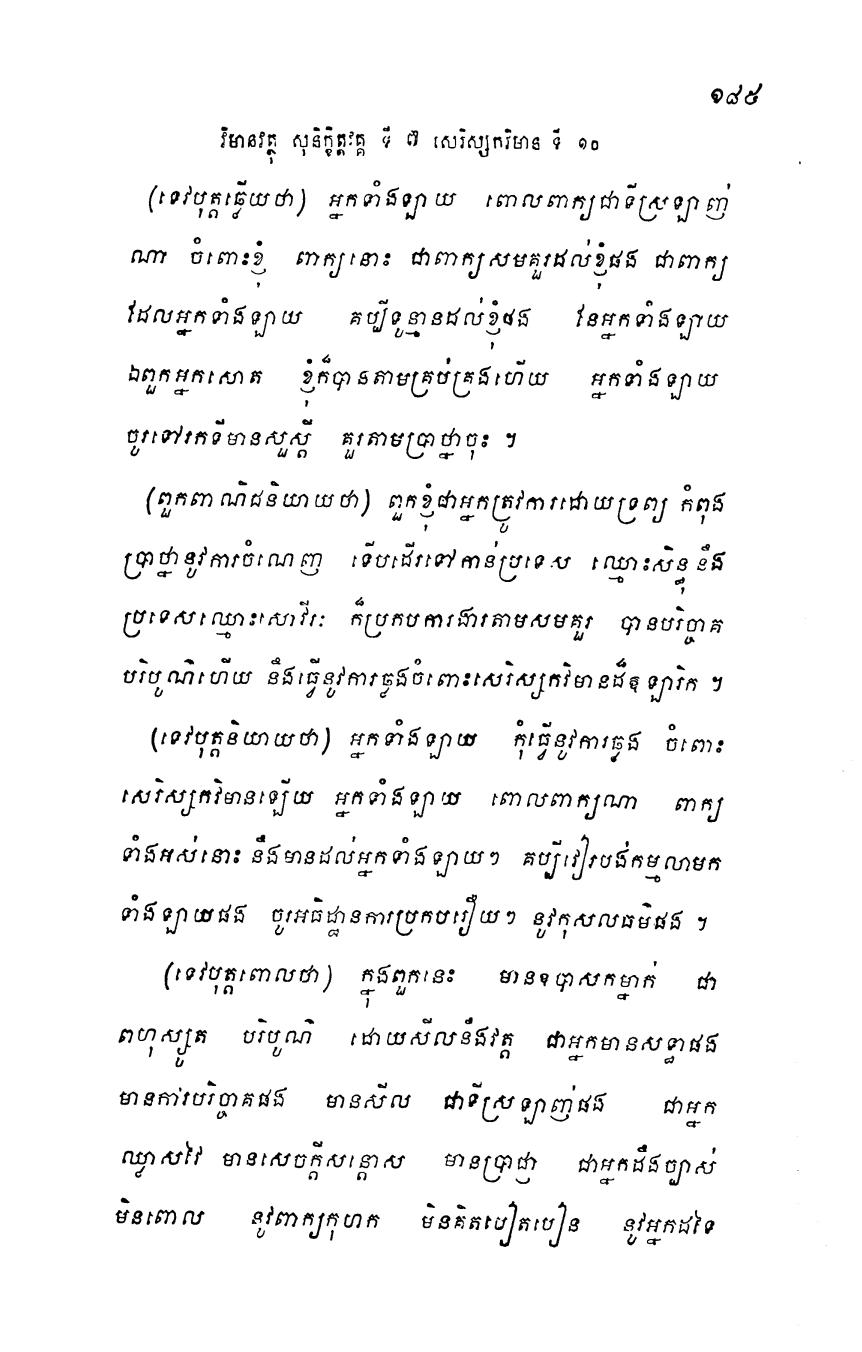 ១៨៥
វិមានវត្ថុ សុនិក្ខិត្តវគ្គ ទី ៧ សេរិស្សកវិមាន ទី ១០
(ទេវបុត្តឆ្លើយថា) អ្នកទាំងឡាយ ពោលពាក្យជាទីស្រឡាញ់
ណា ចំពោះខ្ញុំ ពាក្យនោះ ជាពាក្យសមគួរដល់ខ្ញុំផង ជាពាក្យ
ដែលអ្នកទាំងឡាយ គប្បីទូន្មានដល់ខ្ញុំផង នែអ្នកទាំងឡាយ
ឯពួកអ្នកសោត ខ្ញុំក៏បានតាមគ្រប់គ្រងហើយ អ្នកទាំងឡាយ
ចូរទៅរកទីមានសួស្តី គួរតាមប្រាថ្នាចុះ ។
(ពួកពាណិជនិយាយថា) ពួកខ្ញុំជាអ្នកត្រូវការដោយទ្រព្យ កំពុង
ប្រាថ្នានូវការចំណេញ ទើបដើរទៅកាន់ប្រទេស ឈ្មោះសិន្ធុនឹង
ប្រទេសឈ្មោះសោវីរៈ ក៏ប្រកបការងារតាមសមគួរ បានបរិច្ចាគ
បរិបូណ៌ហើយ នឹងធ្វើនូវការឆ្លងចំពោះសេរិស្សកវិមានដ៏ឧឡារិក ។
(ទេវបុត្តនិយាយថា) អ្នកទាំងឡាយ កុំធ្វើនូវការឆ្លង ចំពោះ
សេរិស្សកវិមានឡើយ អ្នកទាំងឡាយ ពោលពាក្យណា ពាក្យ
ទាំងអស់នោះ នឹងមានដល់អ្នកទាំងឡាយៗ គប្បីវៀរបង់កម្មលាមក
ទាំងឡាយផង ចូរអធិដ្ឋានការប្រកបរឿយៗ នូវកុសលធម៌ផង ។
(ទេវបុត្តពោលថា) ក្នុងពួកនេះ មានឧបាសកម្នាក់ ជា
ពហុស្សូត បរិបូណ៌ ដោយសីលនឹងវត្ត ជាអ្នកមានសទ្ធាផង
មានការបរិច្ចាគផង មានសីល ជាទីស្រឡាញ់ផង ជាអ្នក
ឈ្លាសវៃ មានសេចក្តីសន្តោស មានប្រាជ្ញា ជាអ្នកដឹងច្បាស់
មិនពោល នូវពាក្យកុហក មិនគិតបៀតបៀន នូវអ្នកដទៃ